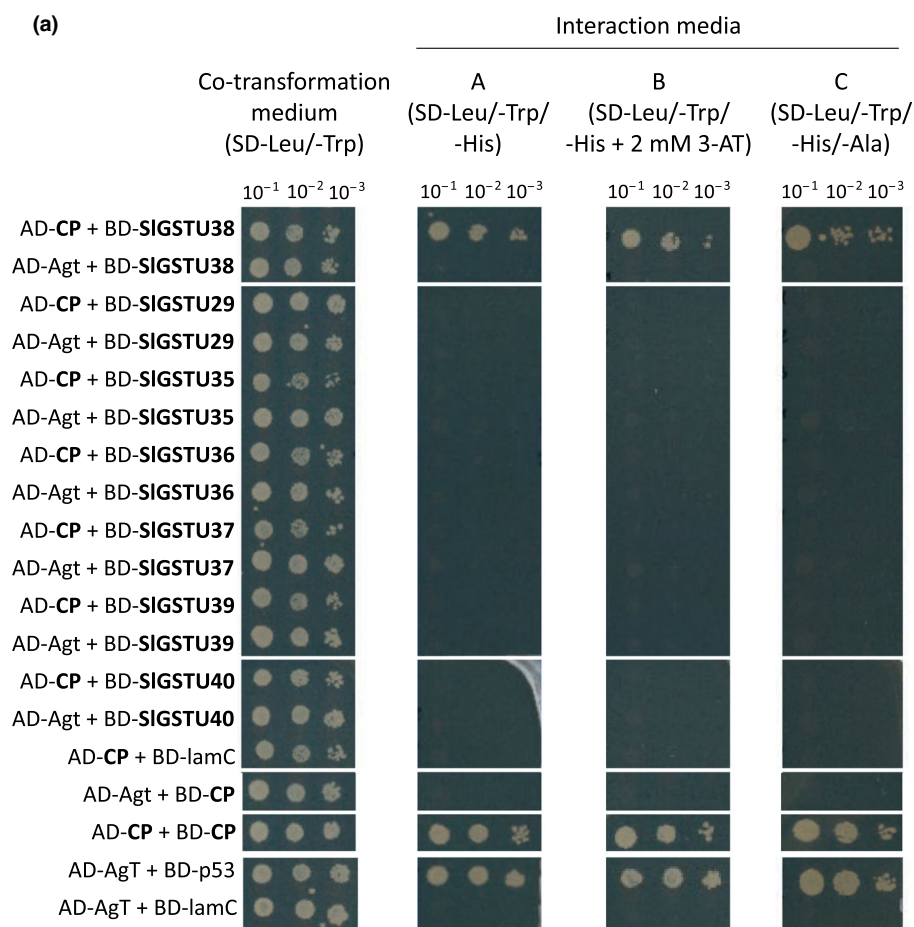 (a)
Interaction media
Co-transformation
medium
(SD-Leu/-Trp)
A
(SD-Leu/-Trp/
-His)
B
(SD-Leu/-Trp/
-His + 2 mM 3-AT)
C
(SD-Leu/-Trp/
-His/-Ala)
10⁻¹ 10⁻² 10⁻³ 10⁻¹ 10⁻² 10⁻³ 10⁻¹ 10⁻² 10⁻³ 10⁻¹ 10⁻² 10⁻³
AD-CP + BD-SlGSTU38
AD-Agt + BD-SlGSTU38
AD-CP + BD-SlGSTU29
AD-Agt + BD-SlGSTU29
AD-CP + BD-SlGSTU35
AD-Agt + BD-SlGSTU35
AD-CP + BD-SlGSTU36
AD-Agt + BD-SlGSTU36
AD-CP + BD-SlGSTU37
AD-Agt + BD-SlGSTU37
AD-CP + BD-SlGSTU39
AD-Agt + BD-SlGSTU39
AD-CP + BD-SlGSTU40
AD-Agt + BD-SlGSTU40
AD-CP + BD-lamC
AD-Agt + BD-CP
AD-CP + BD-CP
AD-AgT + BD-p53
AD-AgT + BD-lamC